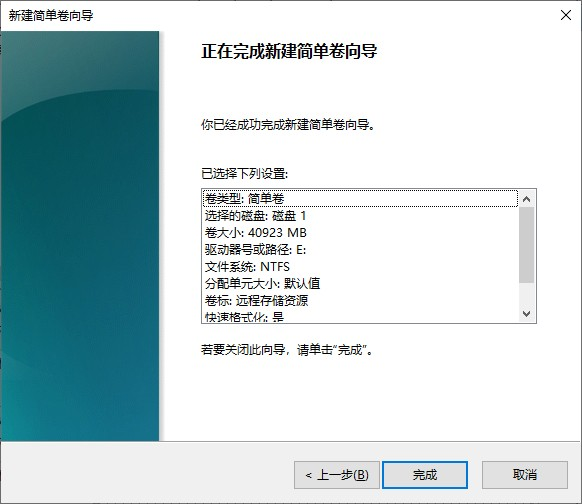 新建简单卷向导
正在完成新建简单卷向导
你已经成功完成新建简单卷向导。
已选择下列设置:
卷类型: 简单卷
选择的磁盘: 磁盘 1
卷大小: 40923 MB
驱动器号或路径: E:
文件系统: NTFS
分配单元大小: 默认值
卷标: 远程存储资源
快速格式化: 是
若要关闭此向导，请单击“完成”。
< 上一步(B)
完成
取消